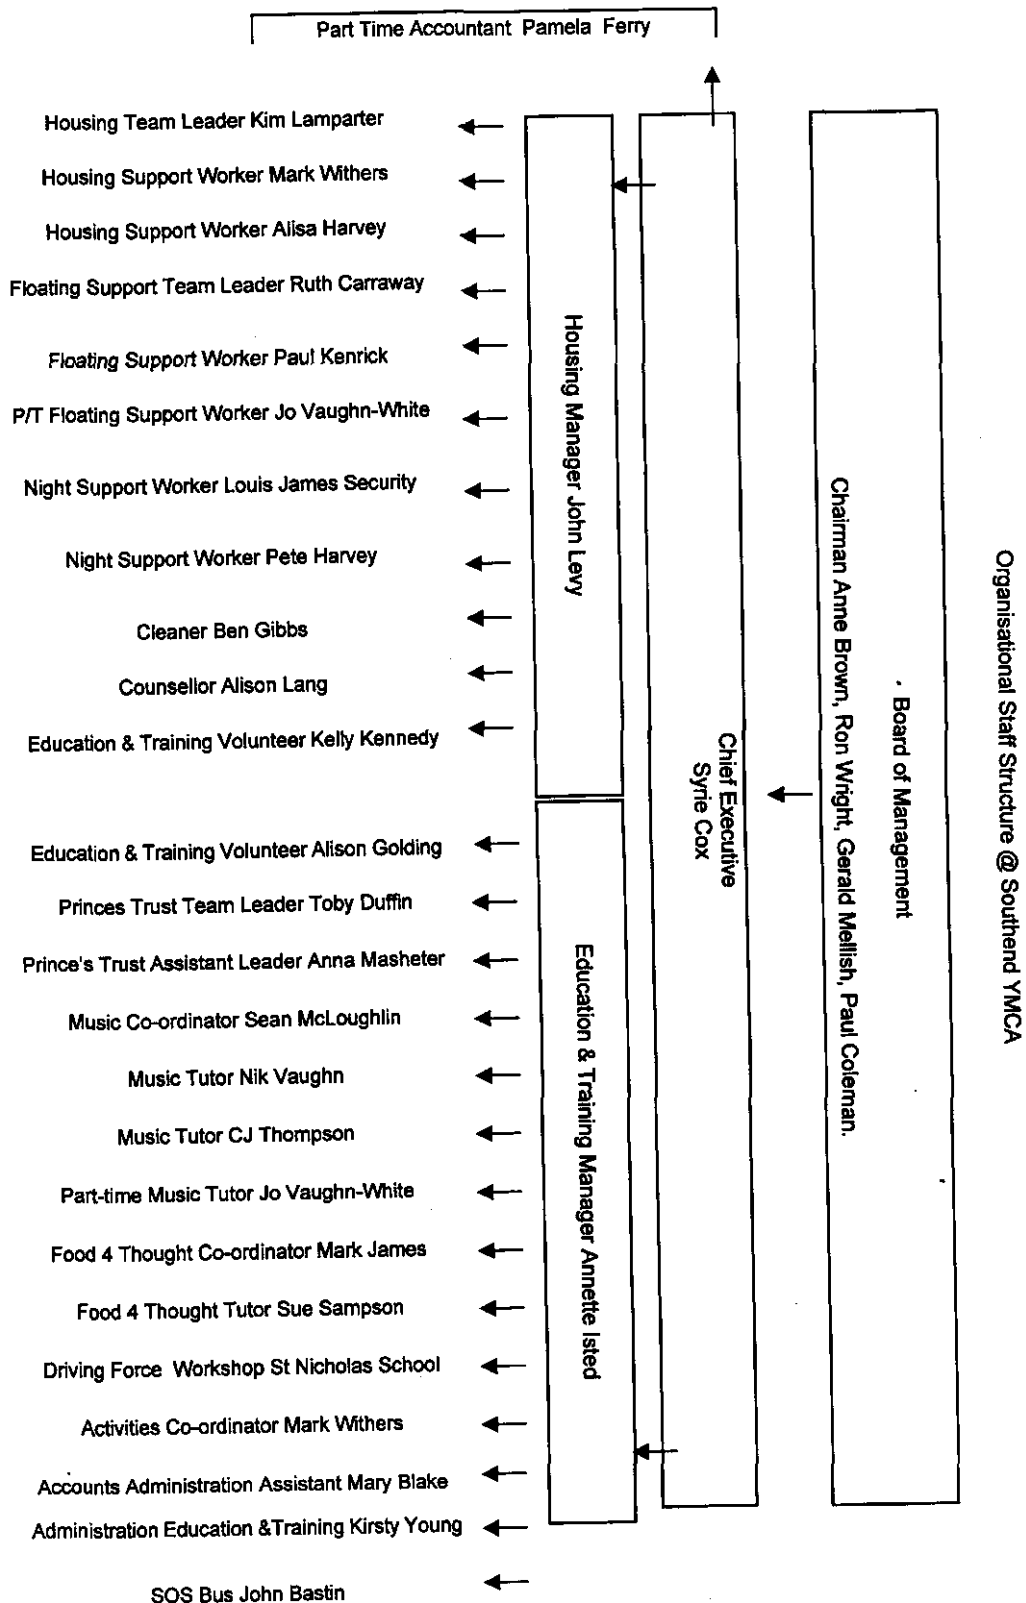 Organisational Staff Structure @ Southend YMCA
Board of Management
Chairman Anne Brown, Ron Wright, Gerald Mellish, Paul Coleman.
Chief Executive
Syrie Cox
Part Time Accountant Pamela Ferry
Housing Manager John Levy
Housing Team Leader Kim Lamparter
Housing Support Worker Mark Withers
Housing Support Worker Alisa Harvey
Floating Support Team Leader Ruth Carraway
Floating Support Worker Paul Kenrick
P/T Floating Support Worker Jo Vaughn-White
Night Support Worker Louis James Security
Night Support Worker Pete Harvey
Cleaner Ben Gibbs
Counsellor Alison Lang
Education & Training Volunteer Kelly Kennedy
Education & Training Manager Annette Isted
Education & Training Volunteer Alison Golding
Princes Trust Team Leader Toby Duffin
Prince's Trust Assistant Leader Anna Masheter
Music Co-ordinator Sean McLoughlin
Music Tutor Nik Vaughn
Music Tutor CJ Thompson
Part-time Music Tutor Jo Vaughn-White
Food 4 Thought Co-ordinator Mark James
Food 4 Thought Tutor Sue Sampson
Driving Force Workshop St Nicholas School
Activities Co-ordinator Mark Withers
Accounts Administration Assistant Mary Blake
Administration Education &Training Kirsty Young
SOS Bus John Bastin